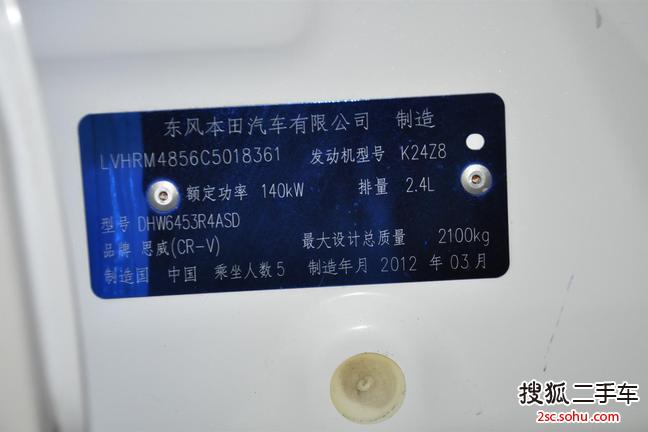 东风本田汽车有限公司 制造
LVHRM4856C5018361 发动机型号 K24Z8
额定功率 140kW 排量 2.4L
型号 DHW6453R4ASD
品牌 思威(CR-V) 最大设计总质量 2100kg
制造国 中国 乘坐人数 5 制造年月 2012 年 03 月
搜狐二手车
2sc.sohu.com